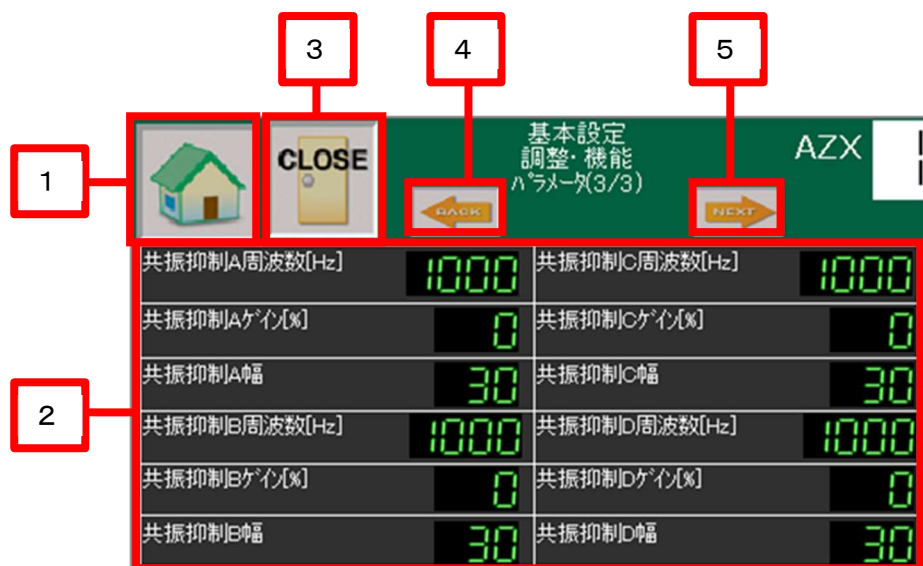 3
4
5
1
CLOSE
基本設定
調整・機能
パラメータ(3/3)
AZX
BACK
NEXT
2
共振抑制A周波数[Hz] 1000 共振抑制C周波数[Hz] 1000
共振抑制Aゲイン[%] 0 共振抑制Cゲイン[%] 0
共振抑制A幅 30 共振抑制C幅 30
共振抑制B周波数[Hz] 1000 共振抑制D周波数[Hz] 1000
共振抑制Bゲイン[%] 0 共振抑制Dゲイン[%] 0
共振抑制B幅 30 共振抑制D幅 30